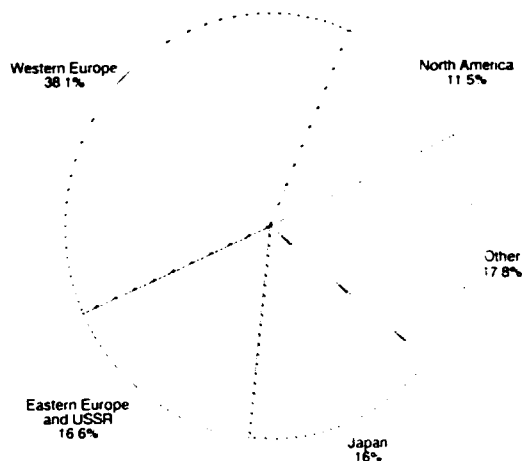 Western Europe
38.1%
North America
11.5%
Other
17.8%
Eastern Europe
and USSR
16.6%
Japan
16%